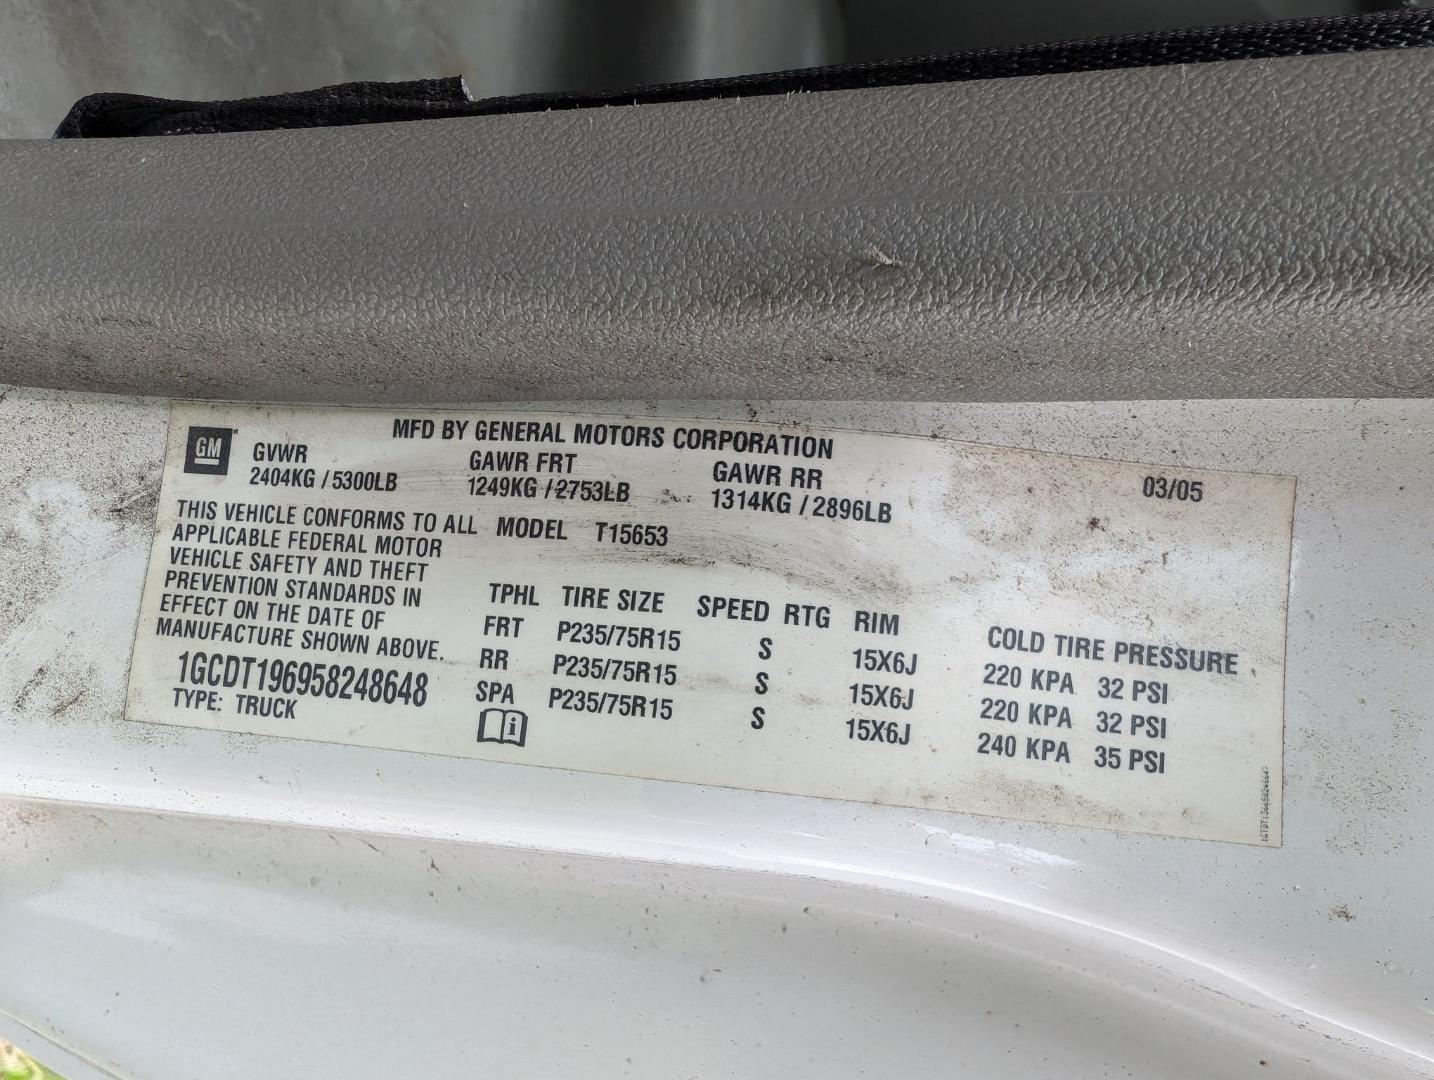 MFD BY GENERAL MOTORS CORPORATION
GM
GVWR GAWR FRT GAWR RR 03/05
2404KG / 5300LB 1249KG / 2753LB 1314KG / 2896LB
THIS VEHICLE CONFORMS TO ALL MODEL T15653
APPLICABLE FEDERAL MOTOR
VEHICLE SAFETY AND THEFT
PREVENTION STANDARDS IN
EFFECT ON THE DATE OF
MANUFACTURE SHOWN ABOVE.
1GCDT196958248648
TYPE: TRUCK
TPHL TIRE SIZE SPEED RTG RIM COLD TIRE PRESSURE
FRT P235/75R15 S 15X6J 220 KPA 32 PSI
RR P235/75R15 S 15X6J 220 KPA 32 PSI
SPA P235/75R15 S 15X6J 240 KPA 35 PSI
i